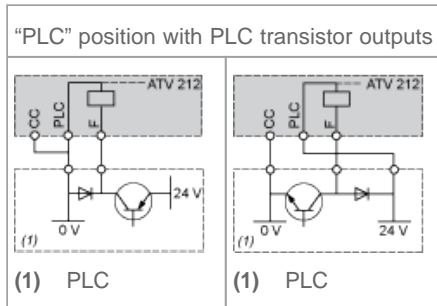 “PLC” position with PLC transistor outputs
ATV 212
CC
PLC
F
24 V
0 V
(1)
(1) PLC
ATV 212
CC
PLC
F
0 V
24 V
(1)
(1) PLC